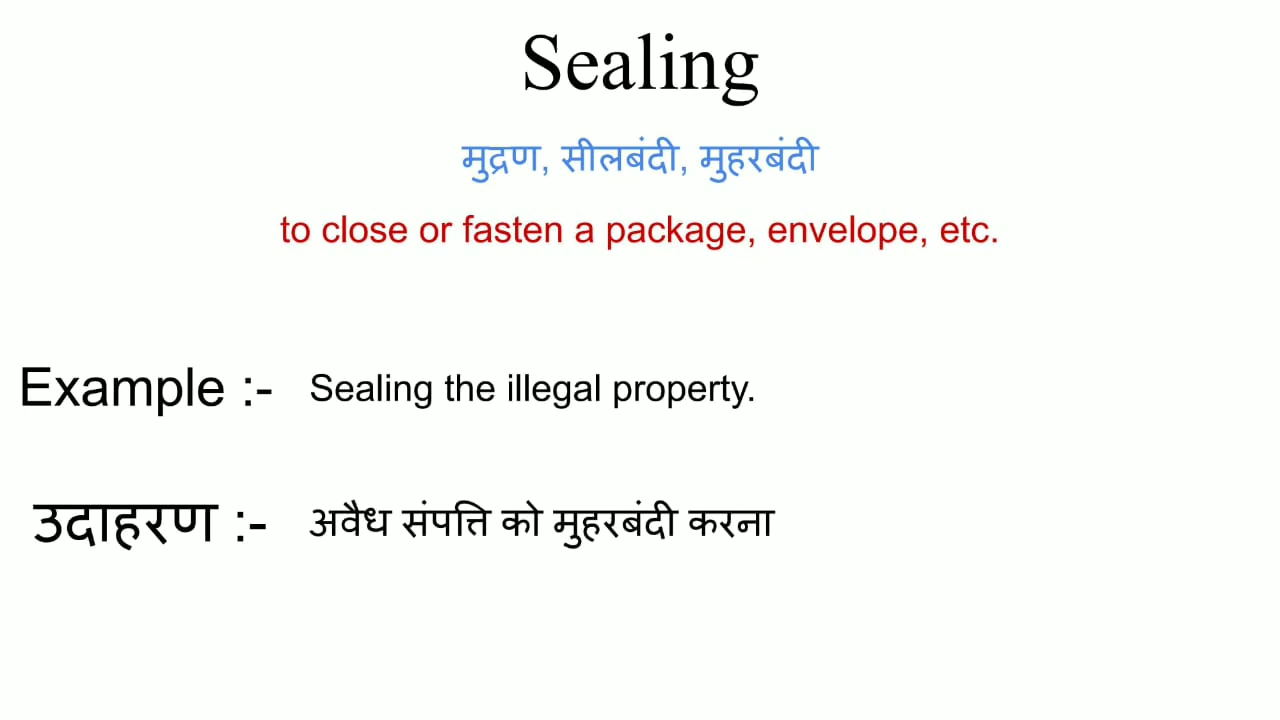 Sealing
मुद्रण, सीलबंदी, मुहरबंदी
to close or fasten a package, envelope, etc.
Example :- Sealing the illegal property.
उदाहरण :- अवैध संपत्ति को मुहरबंदी करना